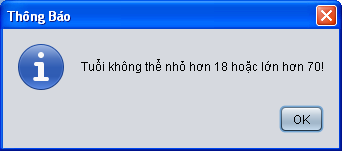 Thông Báo
Tuổi không thể nhỏ hơn 18 hoặc lớn hơn 70!
OK